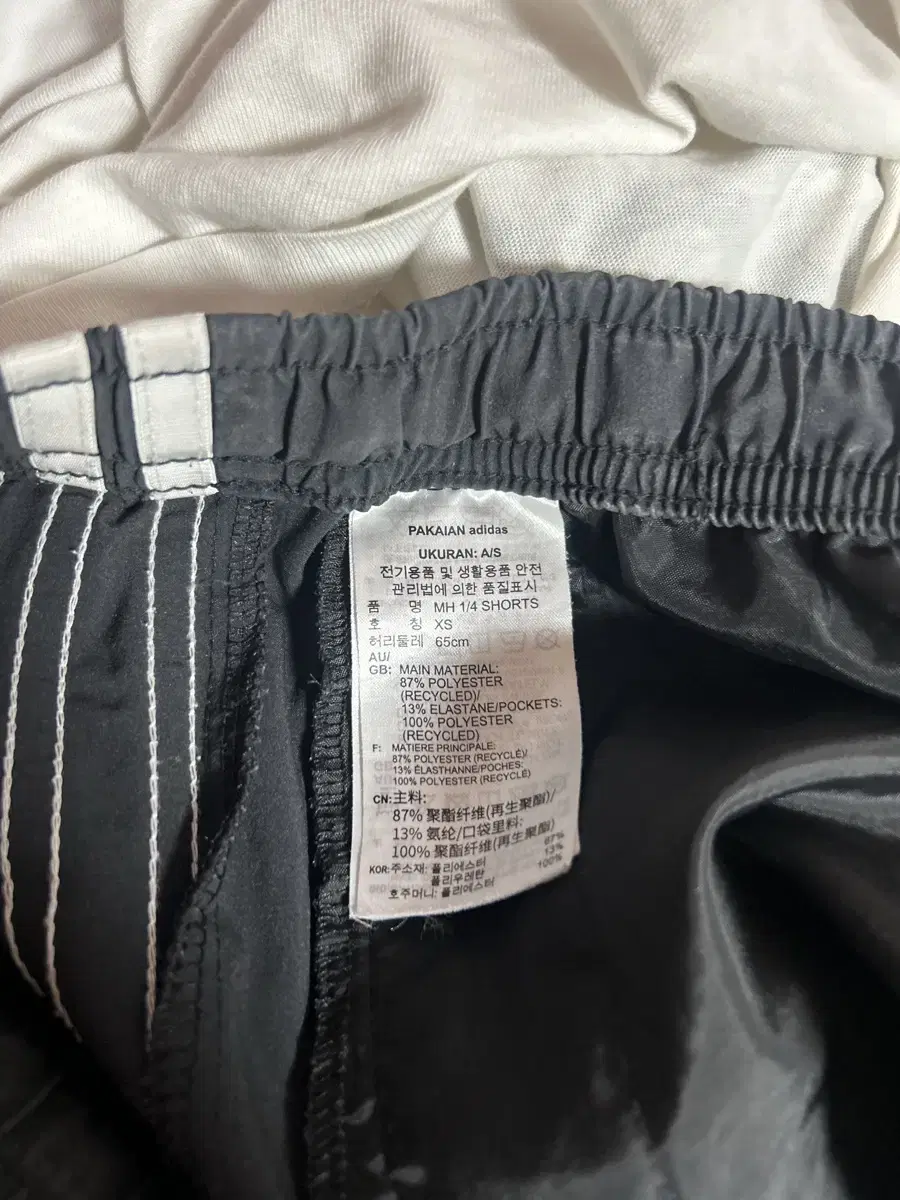 PAKAIAN adidas
UKURAN: A/S
전기용품 및 생활용품 안전
관리법에 의한 품질표시
품 명 MH 1/4 SHORTS
호 칭 XS
허리둘레 65cm
AU/
GB: MAIN MATERIAL:
87% POLYESTER
(RECYCLED)/
13% ELASTANE/POCKETS:
100% POLYESTER
(RECYCLED)
F: MATIERE PRINCIPALE:
87% POLYESTER (RECYCLÉ)/
13% ÉLASTHANNE/POCHES:
100% POLYESTER (RECYCLÉ)
CN:主料:
87% 聚酯纤维(再生聚酯)/
13% 氨纶/口袋里料:
100% 聚酯纤维(再生聚酯)
KOR:주소재: 폴리에스터 87%
폴리우레탄 13%
호주머니: 폴리에스터 100%